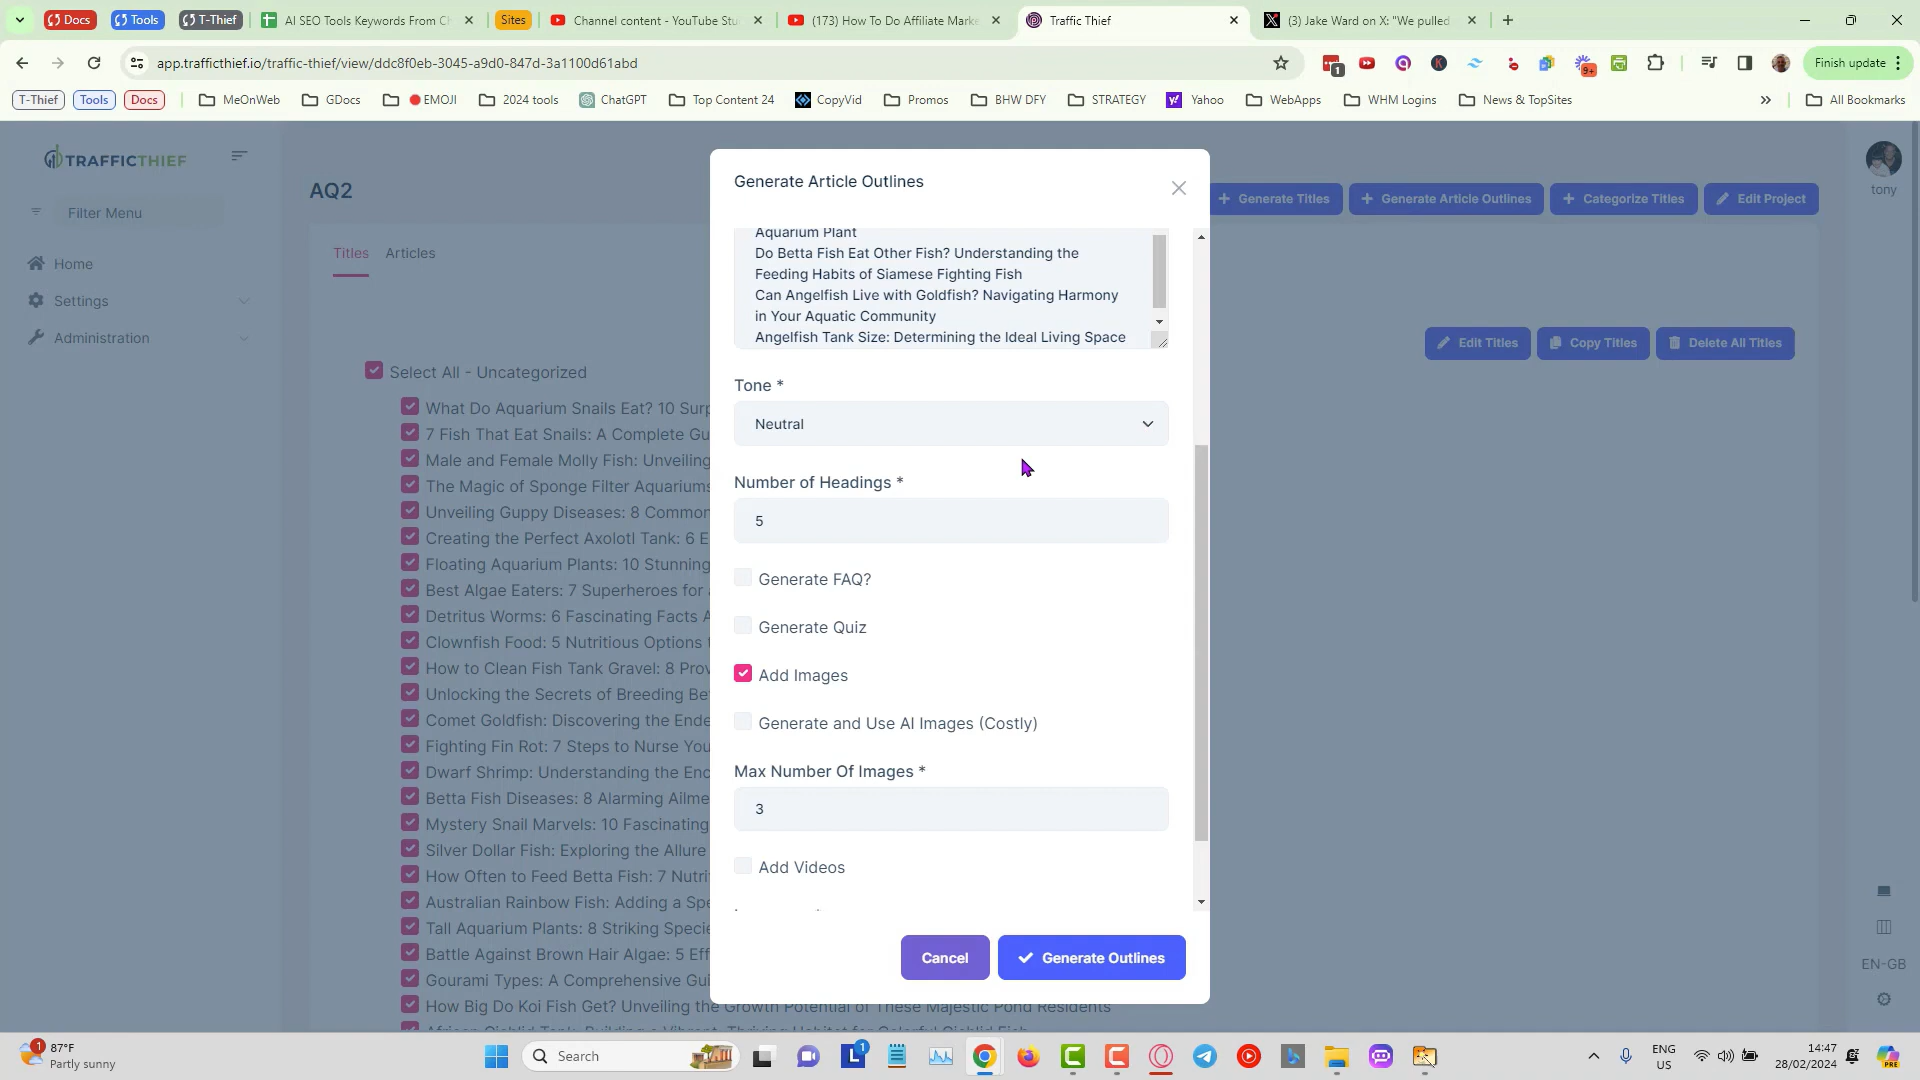 Docs
Tools
T-Thief
AI SEO Tools Keywords From Ch
Sites
Channel content - YouTube Stu
(173) How To Do Affiliate Marke
Traffic Thief
(3) Jake Ward on X: "We pulled
app.trafficthief.io/traffic-thief/view/ddc8f0eb-3045-a9d0-847d-3a1100d61abd
1
9+
Finish update
T-Thief
Tools
Docs
MeOnWeb
GDocs
EMOJI
2024 tools
ChatGPT
Top Content 24
CopyVid
Promos
BHW DFY
STRATEGY
Yahoo
WebApps
WHM Logins
News & TopSites
All Bookmarks
TRAFFICTHIEF
Filter Menu
Home
Settings
Administration
AQ2
Generate Titles
Generate Article Outlines
Categorize Titles
Edit Project
tony
Titles
Articles
Edit Titles
Copy Titles
Delete All Titles
Select All - Uncategorized
What Do Aquarium Snails Eat? 10 Surp
7 Fish That Eat Snails: A Complete Gu
Male and Female Molly Fish: Unveiling
The Magic of Sponge Filter Aquariums
Unveiling Guppy Diseases: 8 Common
Creating the Perfect Axolotl Tank: 6 E
Floating Aquarium Plants: 10 Stunning
Best Algae Eaters: 7 Superheroes for
Detritus Worms: 6 Fascinating Facts A
Clownfish Food: 5 Nutritious Options t
How to Clean Fish Tank Gravel: 8 Prov
Unlocking the Secrets of Breeding Be
Comet Goldfish: Discovering the Ende
Fighting Fin Rot: 7 Steps to Nurse You
Dwarf Shrimp: Understanding the Enc
Betta Fish Diseases: 8 Alarming Ailme
Mystery Snail Marvels: 10 Fascinating
Silver Dollar Fish: Exploring the Allure
How Often to Feed Betta Fish: 7 Nutri
Australian Rainbow Fish: Adding a Spe
Tall Aquarium Plants: 8 Striking Specie
Battle Against Brown Hair Algae: 5 Eff
Gourami Types: A Comprehensive Gui
How Big Do Koi Fish Get? Unveiling the Growth Potential of These Majestic Pond Residents
Generate Article Outlines
Aquarium Plant
Do Betta Fish Eat Other Fish? Understanding the
Feeding Habits of Siamese Fighting Fish
Can Angelfish Live with Goldfish? Navigating Harmony
in Your Aquatic Community
Angelfish Tank Size: Determining the Ideal Living Space
Tone *
Neutral
Number of Headings *
5
Generate FAQ?
Generate Quiz
Add Images
Generate and Use AI Images (Costly)
Max Number Of Images *
3
Add Videos
Cancel
Generate Outlines
EN-GB
1
87°F
Partly sunny
Search
L
1
ENG
US
14:47
28/02/2024
PRE